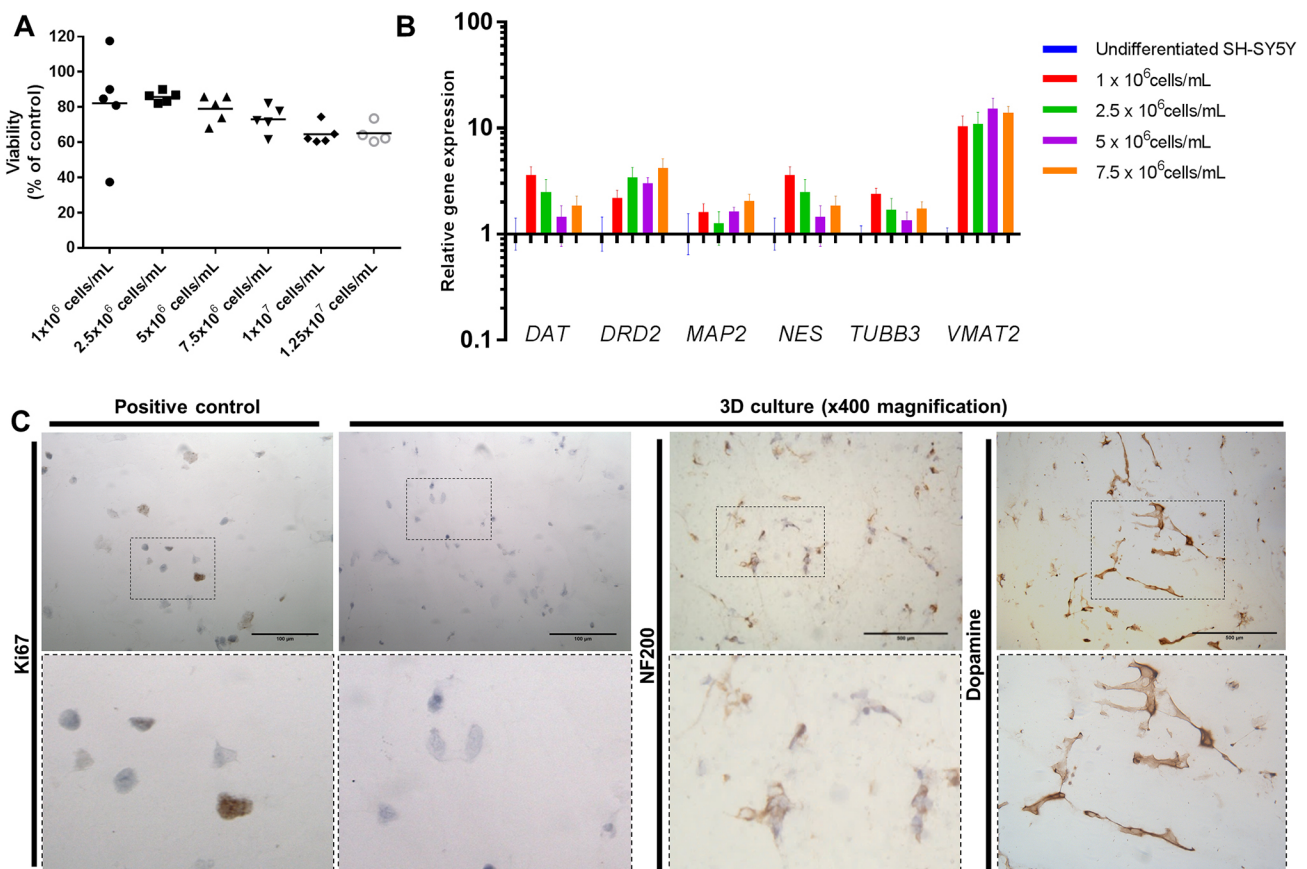 A
Viability
(% of control)
120
100
80
60
40
20
0
1x10⁶ cells/mL
2.5x10⁶ cells/mL
5x10⁶ cells/mL
7.5x10⁶ cells/mL
1x10⁷ cells/mL
1.25x10⁷ cells/mL
B
Relative gene expression
100
10
1
0.1
DAT DRD2 MAP2 NES TUBB3 VMAT2
Undifferentiated SH-SY5Y
1 x 10⁶cells/mL
2.5 x 10⁶cells/mL
5 x 10⁶cells/mL
7.5 x 10⁶cells/mL
C
Positive control
3D culture (x400 magnification)
Ki67
NF200
Dopamine
100 µm
100 µm
500 µm
500 µm